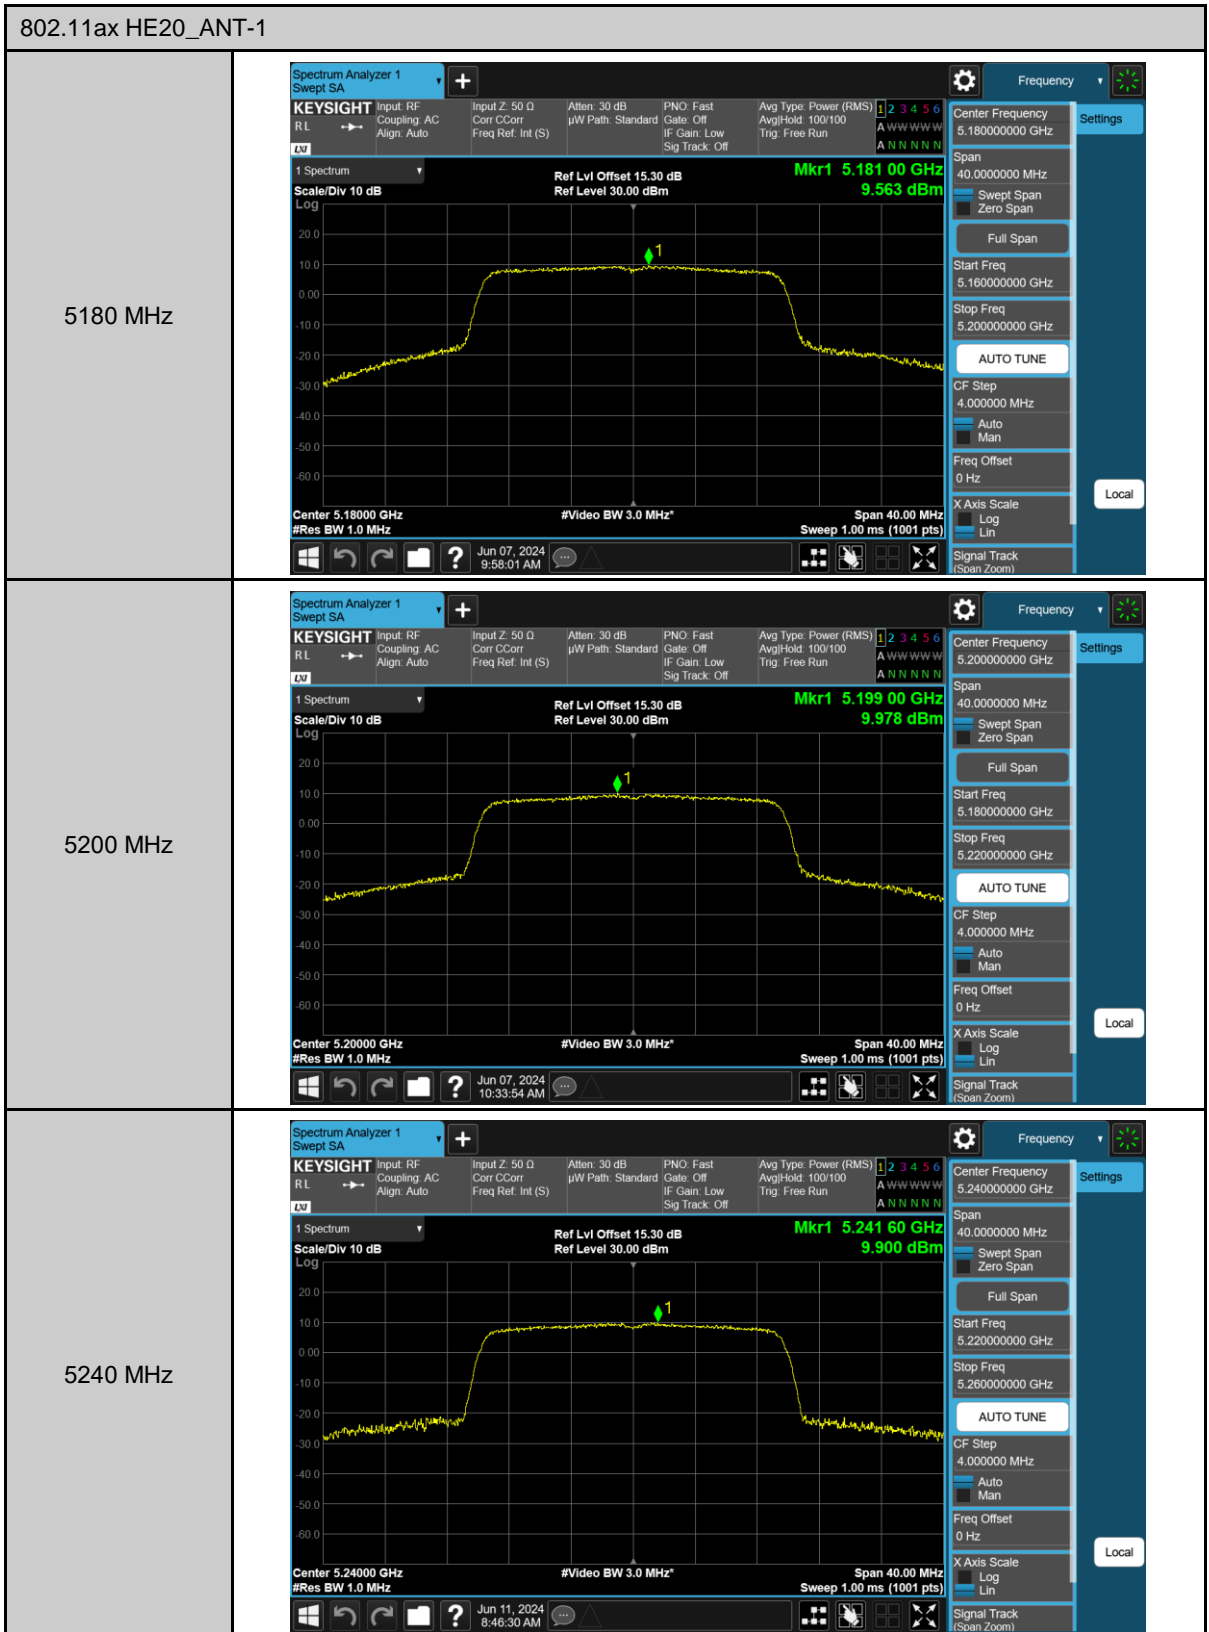 802.11ax HE20_ANT-1
5180 MHz
Spectrum Analyzer 1
Swept SA
Frequency
KEYSIGHT
RL
LXI
Input: RF
Coupling: AC
Align: Auto
Input Z: 50 Ω
Corr CCorr
Freq Ref: Int (S)
Atten: 30 dB
µW Path: Standard
PNO: Fast
Gate: Off
IF Gain: Low
Sig Track: Off
Avg Type: Power (RMS)
Avg|Hold: 100/100
Trig: Free Run
1 2 3 4 5 6
A W W W W W
A N N N N N
1 Spectrum
Scale/Div 10 dB
Log
Ref Lvl Offset 15.30 dB
Ref Level 30.00 dBm
Mkr1 5.181 00 GHz
9.563 dBm
1
20.0
10.0
0.00
-10.0
-20.0
-30.0
-40.0
-50.0
-60.0
Center 5.18000 GHz
#Res BW 1.0 MHz
#Video BW 3.0 MHz*
Span 40.00 MHz
Sweep 1.00 ms (1001 pts)
Jun 07, 2024
9:58:01 AM
Center Frequency
5.180000000 GHz
Settings
Span
40.0000000 MHz
Swept Span
Zero Span
Full Span
Start Freq
5.160000000 GHz
Stop Freq
5.200000000 GHz
AUTO TUNE
CF Step
4.000000 MHz
Auto
Man
Freq Offset
0 Hz
X Axis Scale
Log
Lin
Local
Signal Track
(Span Zoom)
5200 MHz
Spectrum Analyzer 1
Swept SA
Frequency
KEYSIGHT
RL
LXI
Input: RF
Coupling: AC
Align: Auto
Input Z: 50 Ω
Corr CCorr
Freq Ref: Int (S)
Atten: 30 dB
µW Path: Standard
PNO: Fast
Gate: Off
IF Gain: Low
Sig Track: Off
Avg Type: Power (RMS)
Avg|Hold: 100/100
Trig: Free Run
1 2 3 4 5 6
A W W W W W
A N N N N N
1 Spectrum
Scale/Div 10 dB
Log
Ref Lvl Offset 15.30 dB
Ref Level 30.00 dBm
Mkr1 5.199 00 GHz
9.978 dBm
1
20.0
10.0
0.00
-10.0
-20.0
-30.0
-40.0
-50.0
-60.0
Center 5.20000 GHz
#Res BW 1.0 MHz
#Video BW 3.0 MHz*
Span 40.00 MHz
Sweep 1.00 ms (1001 pts)
Jun 07, 2024
10:33:54 AM
Center Frequency
5.200000000 GHz
Settings
Span
40.0000000 MHz
Swept Span
Zero Span
Full Span
Start Freq
5.180000000 GHz
Stop Freq
5.220000000 GHz
AUTO TUNE
CF Step
4.000000 MHz
Auto
Man
Freq Offset
0 Hz
X Axis Scale
Log
Lin
Local
Signal Track
(Span Zoom)
5240 MHz
Spectrum Analyzer 1
Swept SA
Frequency
KEYSIGHT
RL
LXI
Input: RF
Coupling: AC
Align: Auto
Input Z: 50 Ω
Corr CCorr
Freq Ref: Int (S)
Atten: 30 dB
µW Path: Standard
PNO: Fast
Gate: Off
IF Gain: Low
Sig Track: Off
Avg Type: Power (RMS)
Avg|Hold: 100/100
Trig: Free Run
1 2 3 4 5 6
A W W W W W
A N N N N N
1 Spectrum
Scale/Div 10 dB
Log
Ref Lvl Offset 15.30 dB
Ref Level 30.00 dBm
Mkr1 5.241 60 GHz
9.900 dBm
1
20.0
10.0
0.00
-10.0
-20.0
-30.0
-40.0
-50.0
-60.0
Center 5.24000 GHz
#Res BW 1.0 MHz
#Video BW 3.0 MHz*
Span 40.00 MHz
Sweep 1.00 ms (1001 pts)
Jun 11, 2024
8:46:30 AM
Center Frequency
5.240000000 GHz
Settings
Span
40.0000000 MHz
Swept Span
Zero Span
Full Span
Start Freq
5.220000000 GHz
Stop Freq
5.260000000 GHz
AUTO TUNE
CF Step
4.000000 MHz
Auto
Man
Freq Offset
0 Hz
X Axis Scale
Log
Lin
Local
Signal Track
(Span Zoom)